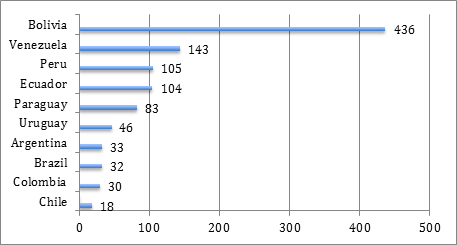 Bolivia 436
Venezuela 143
Peru 105
Ecuador 104
Paraguay 83
Uruguay 46
Argentina 33
Brazil 32
Colombia 30
Chile 18
0 100 200 300 400 500